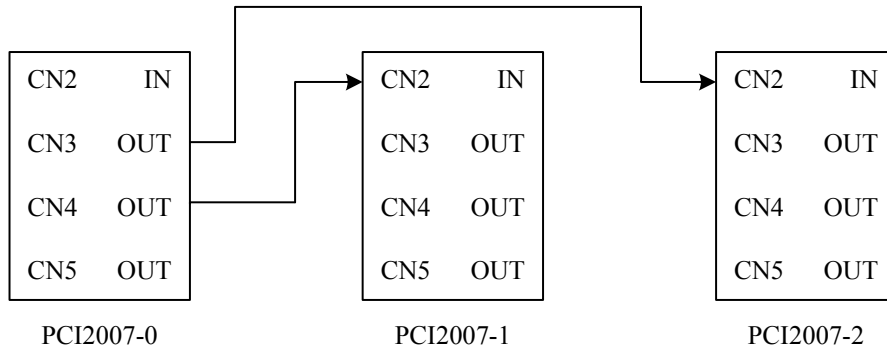 CN2 IN
CN3 OUT
CN4 OUT
CN5 OUT
PCI2007-0
CN2 IN
CN3 OUT
CN4 OUT
CN5 OUT
PCI2007-1
CN2 IN
CN3 OUT
CN4 OUT
CN5 OUT
PCI2007-2